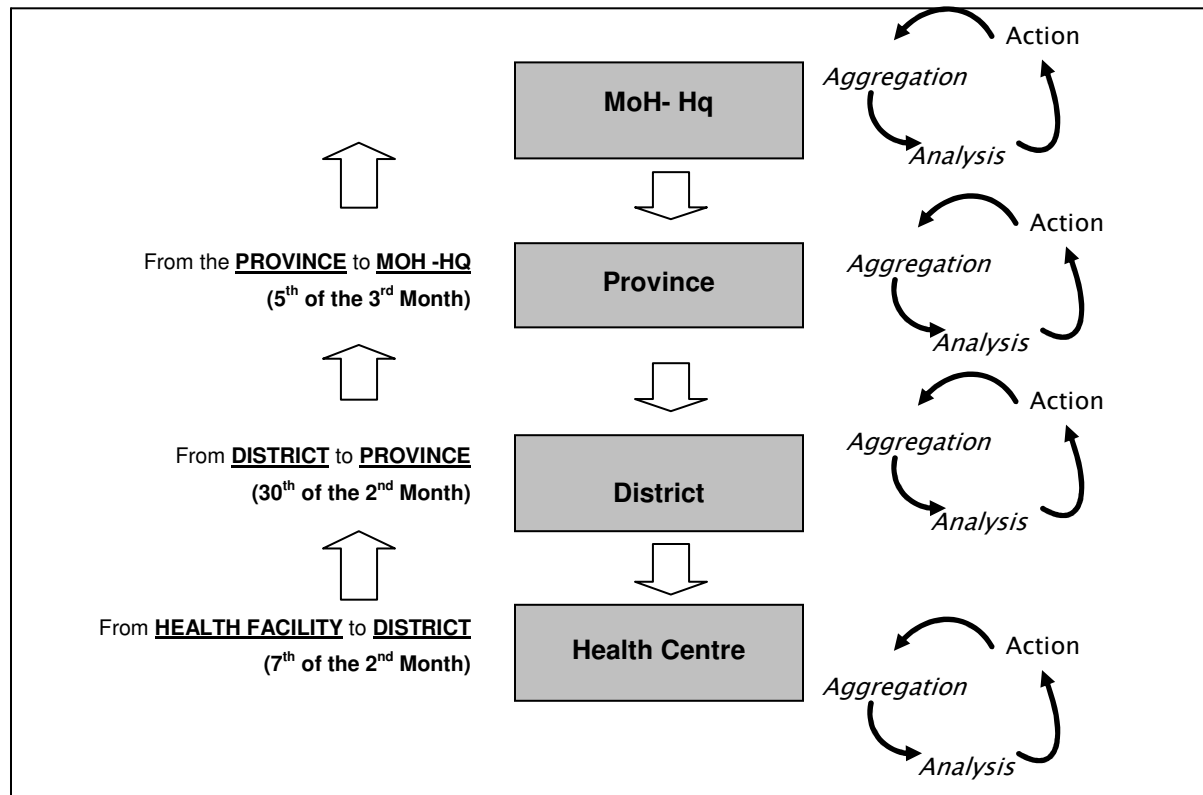 MoH- Hq
Action
Aggregation
Analysis
From the PROVINCE to MOH -HQ
(5th of the 3rd Month)
Province
Action
Aggregation
Analysis
From DISTRICT to PROVINCE
(30th of the 2nd Month)
District
Action
Aggregation
Analysis
From HEALTH FACILITY to DISTRICT
(7th of the 2nd Month)
Health Centre
Action
Aggregation
Analysis